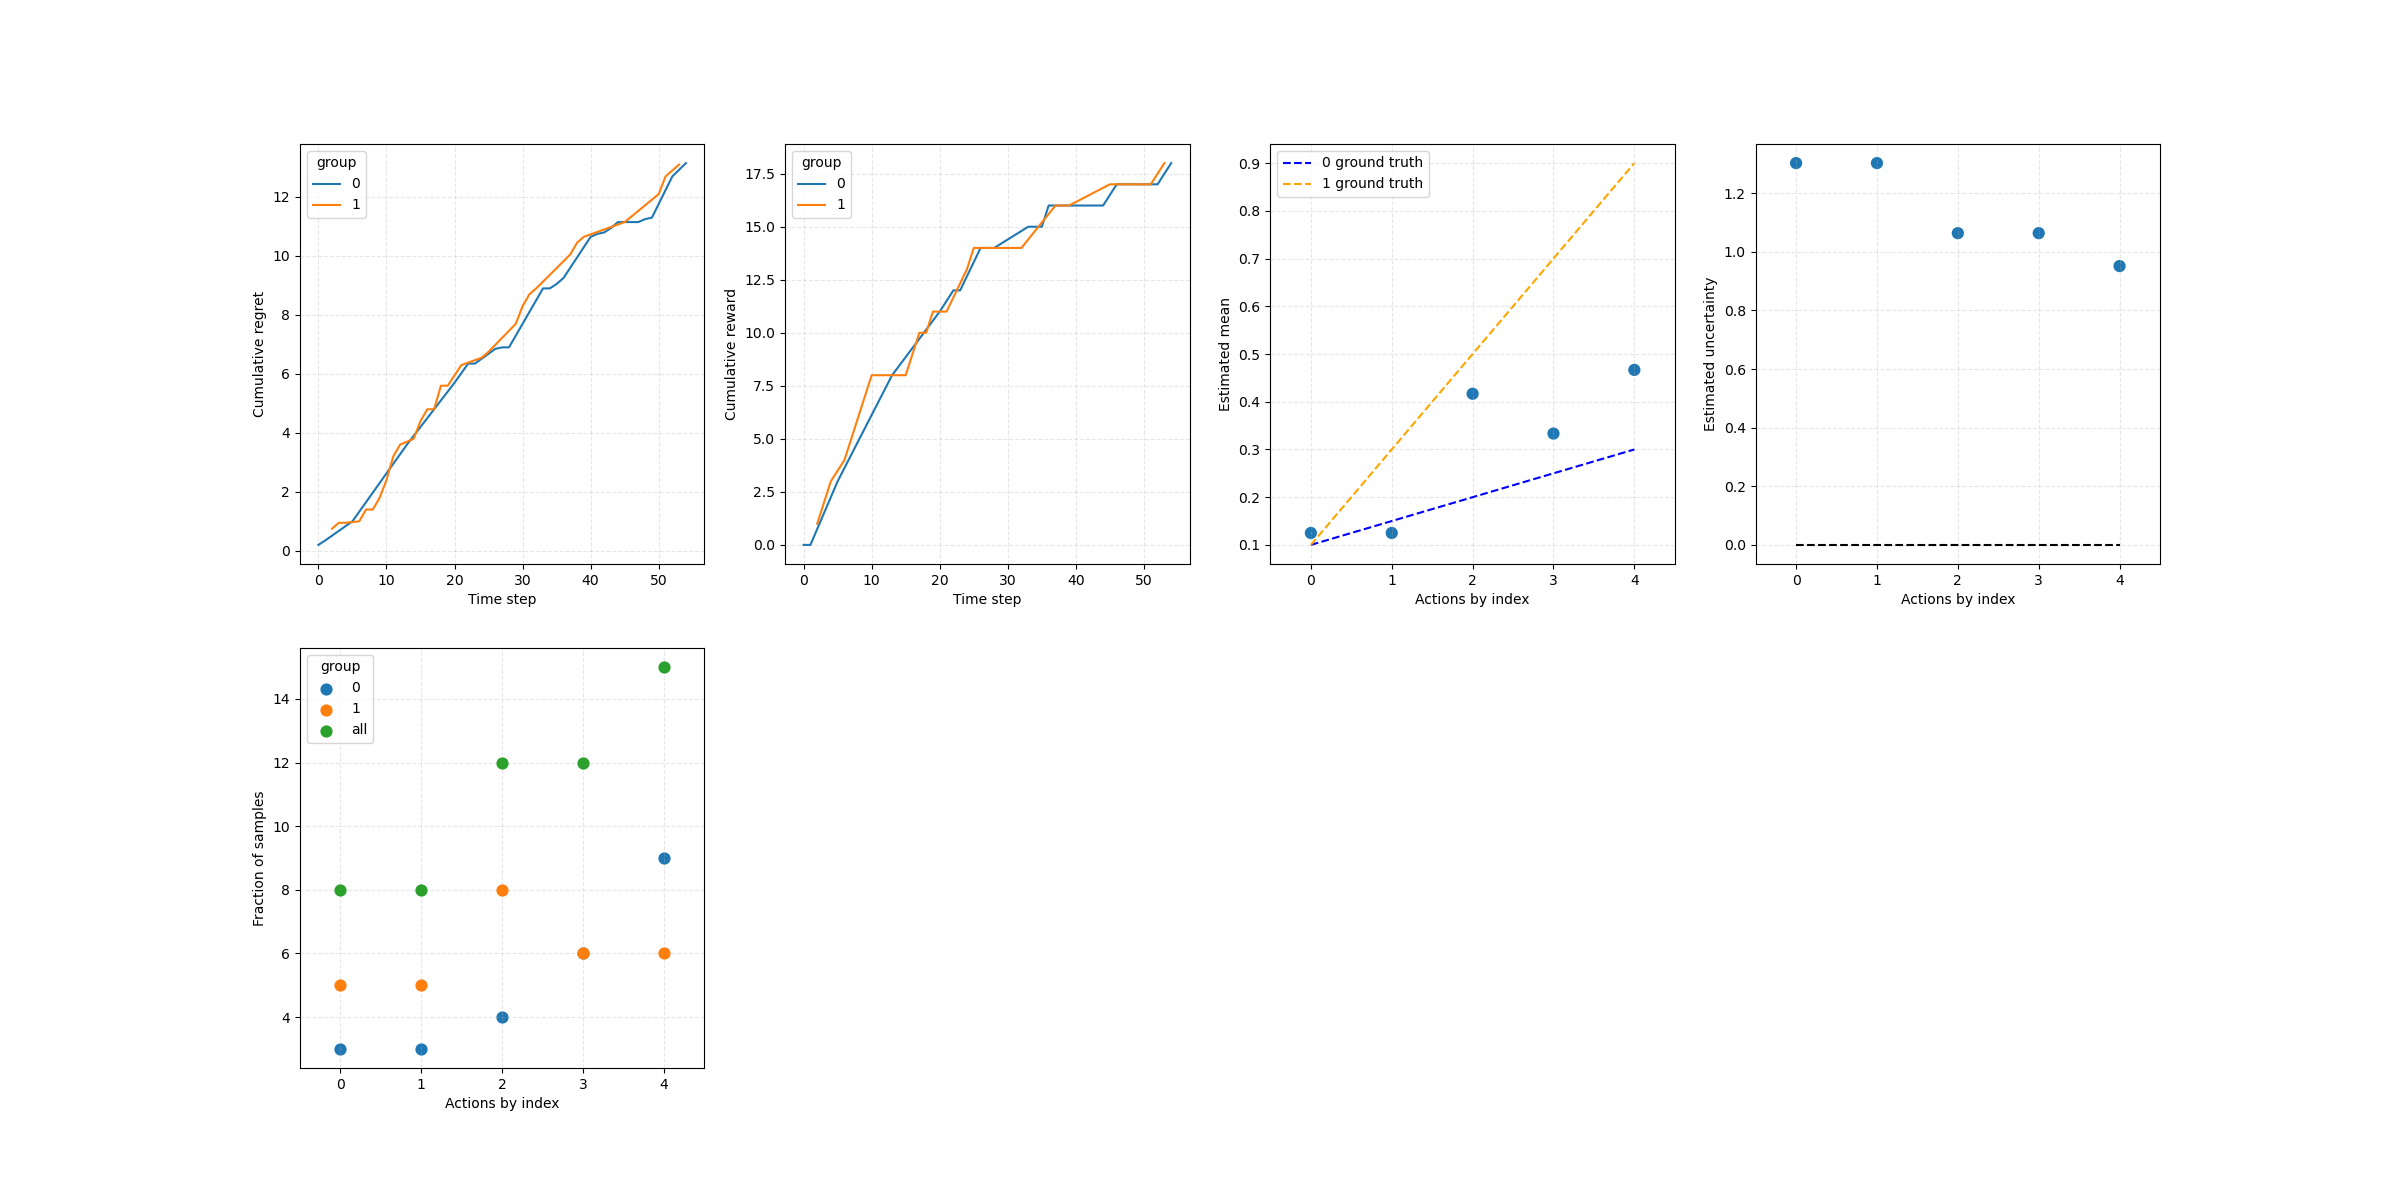 group
0
1
12
10
8
6
4
2
0
Cumulative regret
0 10 20 30 40 50
Time step
group
0
1
17.5
15.0
12.5
10.0
7.5
5.0
2.5
0.0
Cumulative reward
0 10 20 30 40 50
Time step
0 ground truth
1 ground truth
0.9
0.8
0.7
0.6
0.5
0.4
0.3
0.2
0.1
Estimated mean
0 1 2 3 4
Actions by index
1.2
1.0
0.8
0.6
0.4
0.2
0.0
Estimated uncertainty
0 1 2 3 4
Actions by index
group
0
1
all
14
12
10
8
6
4
Fraction of samples
0 1 2 3 4
Actions by index